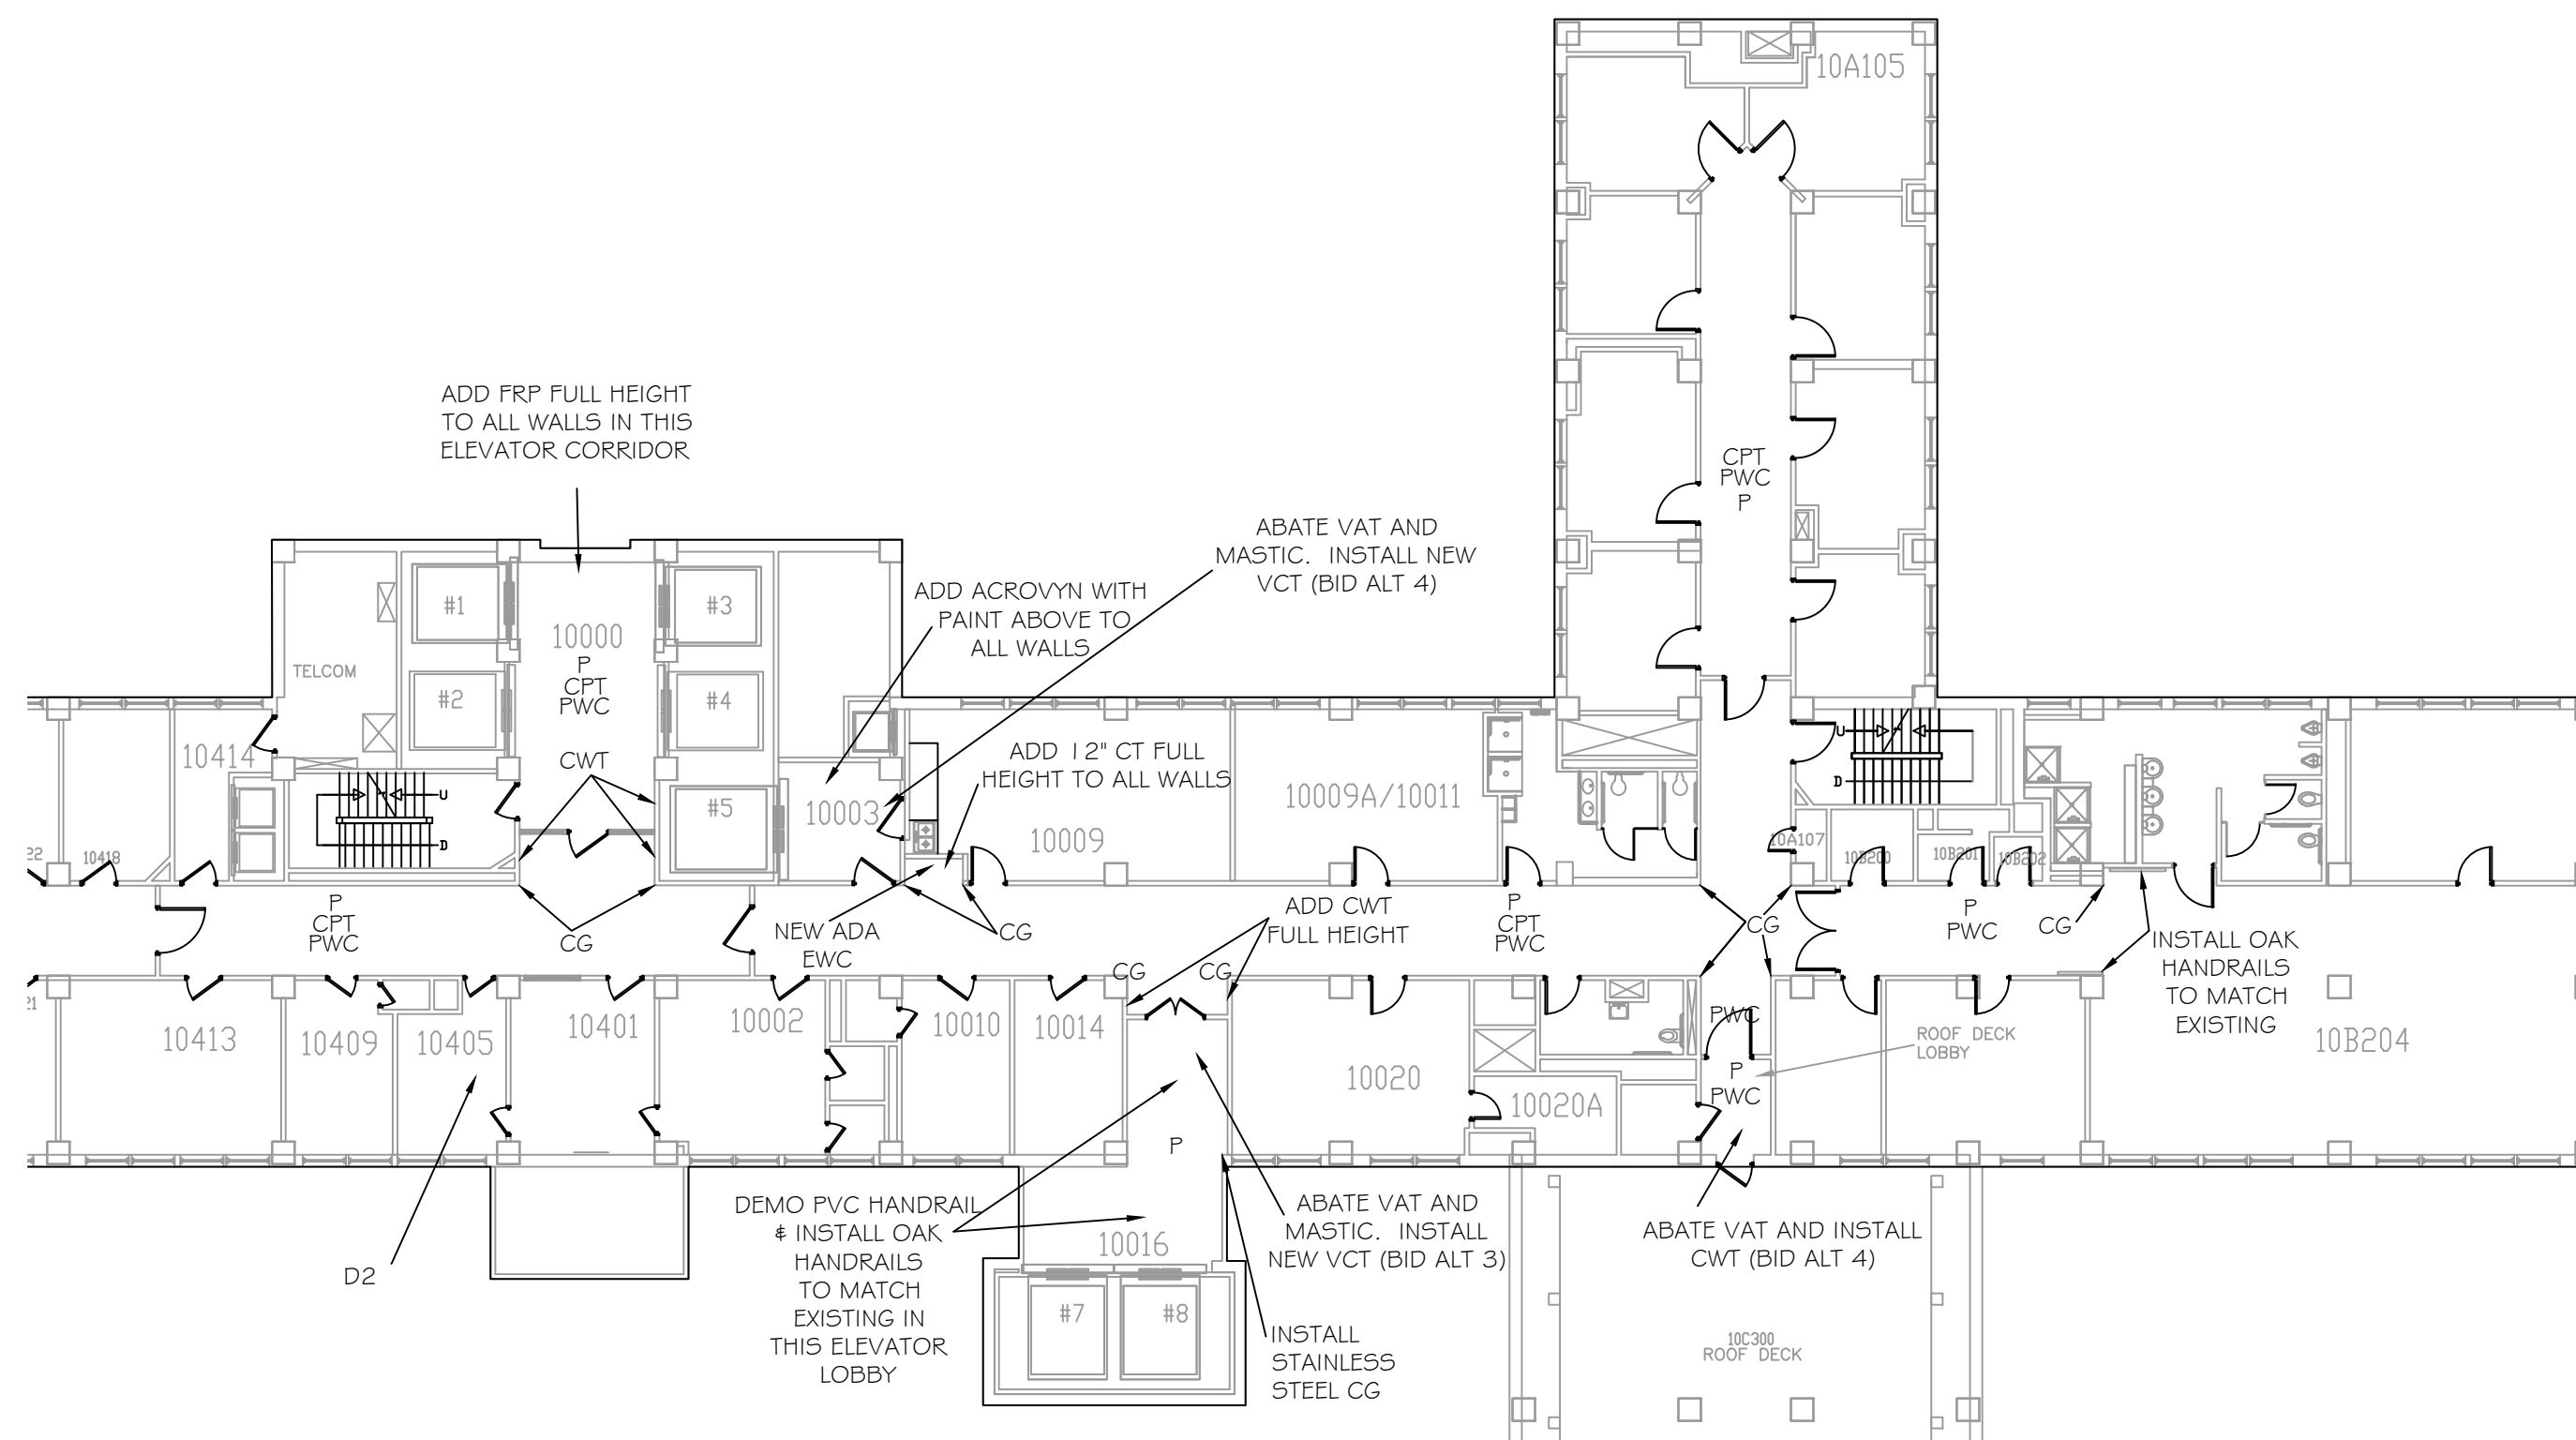 10A105
ADD FRP FULL HEIGHT
TO ALL WALLS IN THIS
ELEVATOR CORRIDOR
CPT
PWC
P
ABATE VAT AND
MASTIC. INSTALL NEW
VCT (BID ALT 4)
ADD ACROVYN WITH
PAINT ABOVE TO
ALL WALLS
#1
#3
10000
P
CPT
PWC
TELCOM
#2
#4
10414
CWT
ADD 12" CT FULL
HEIGHT TO ALL WALLS
U
D
#5
10003
10009
10009A/10011
U
D
10A107
10B200
10B201
10B202
22
10418
P
CPT
PWC
CG
NEW ADA
EWC
CG
ADD CWT
FULL HEIGHT
CG
CG
P
CPT
PWC
CG
P
PWC
CG
INSTALL OAK
HANDRAILS
TO MATCH
EXISTING
21
10413
10409
10405
10401
10002
10010
10014
10020
10020A
PWC
P
PWC
ROOF DECK
LOBBY
10B204
P
D2
DEMO PVC HANDRAIL
& INSTALL OAK
HANDRAILS
TO MATCH
EXISTING IN
THIS ELEVATOR
LOBBY
10016
#7
#8
ABATE VAT AND
MASTIC. INSTALL
NEW VCT (BID ALT 3)
INSTALL
STAINLESS
STEEL CG
ABATE VAT AND INSTALL
CWT (BID ALT 4)
10C300
ROOF DECK